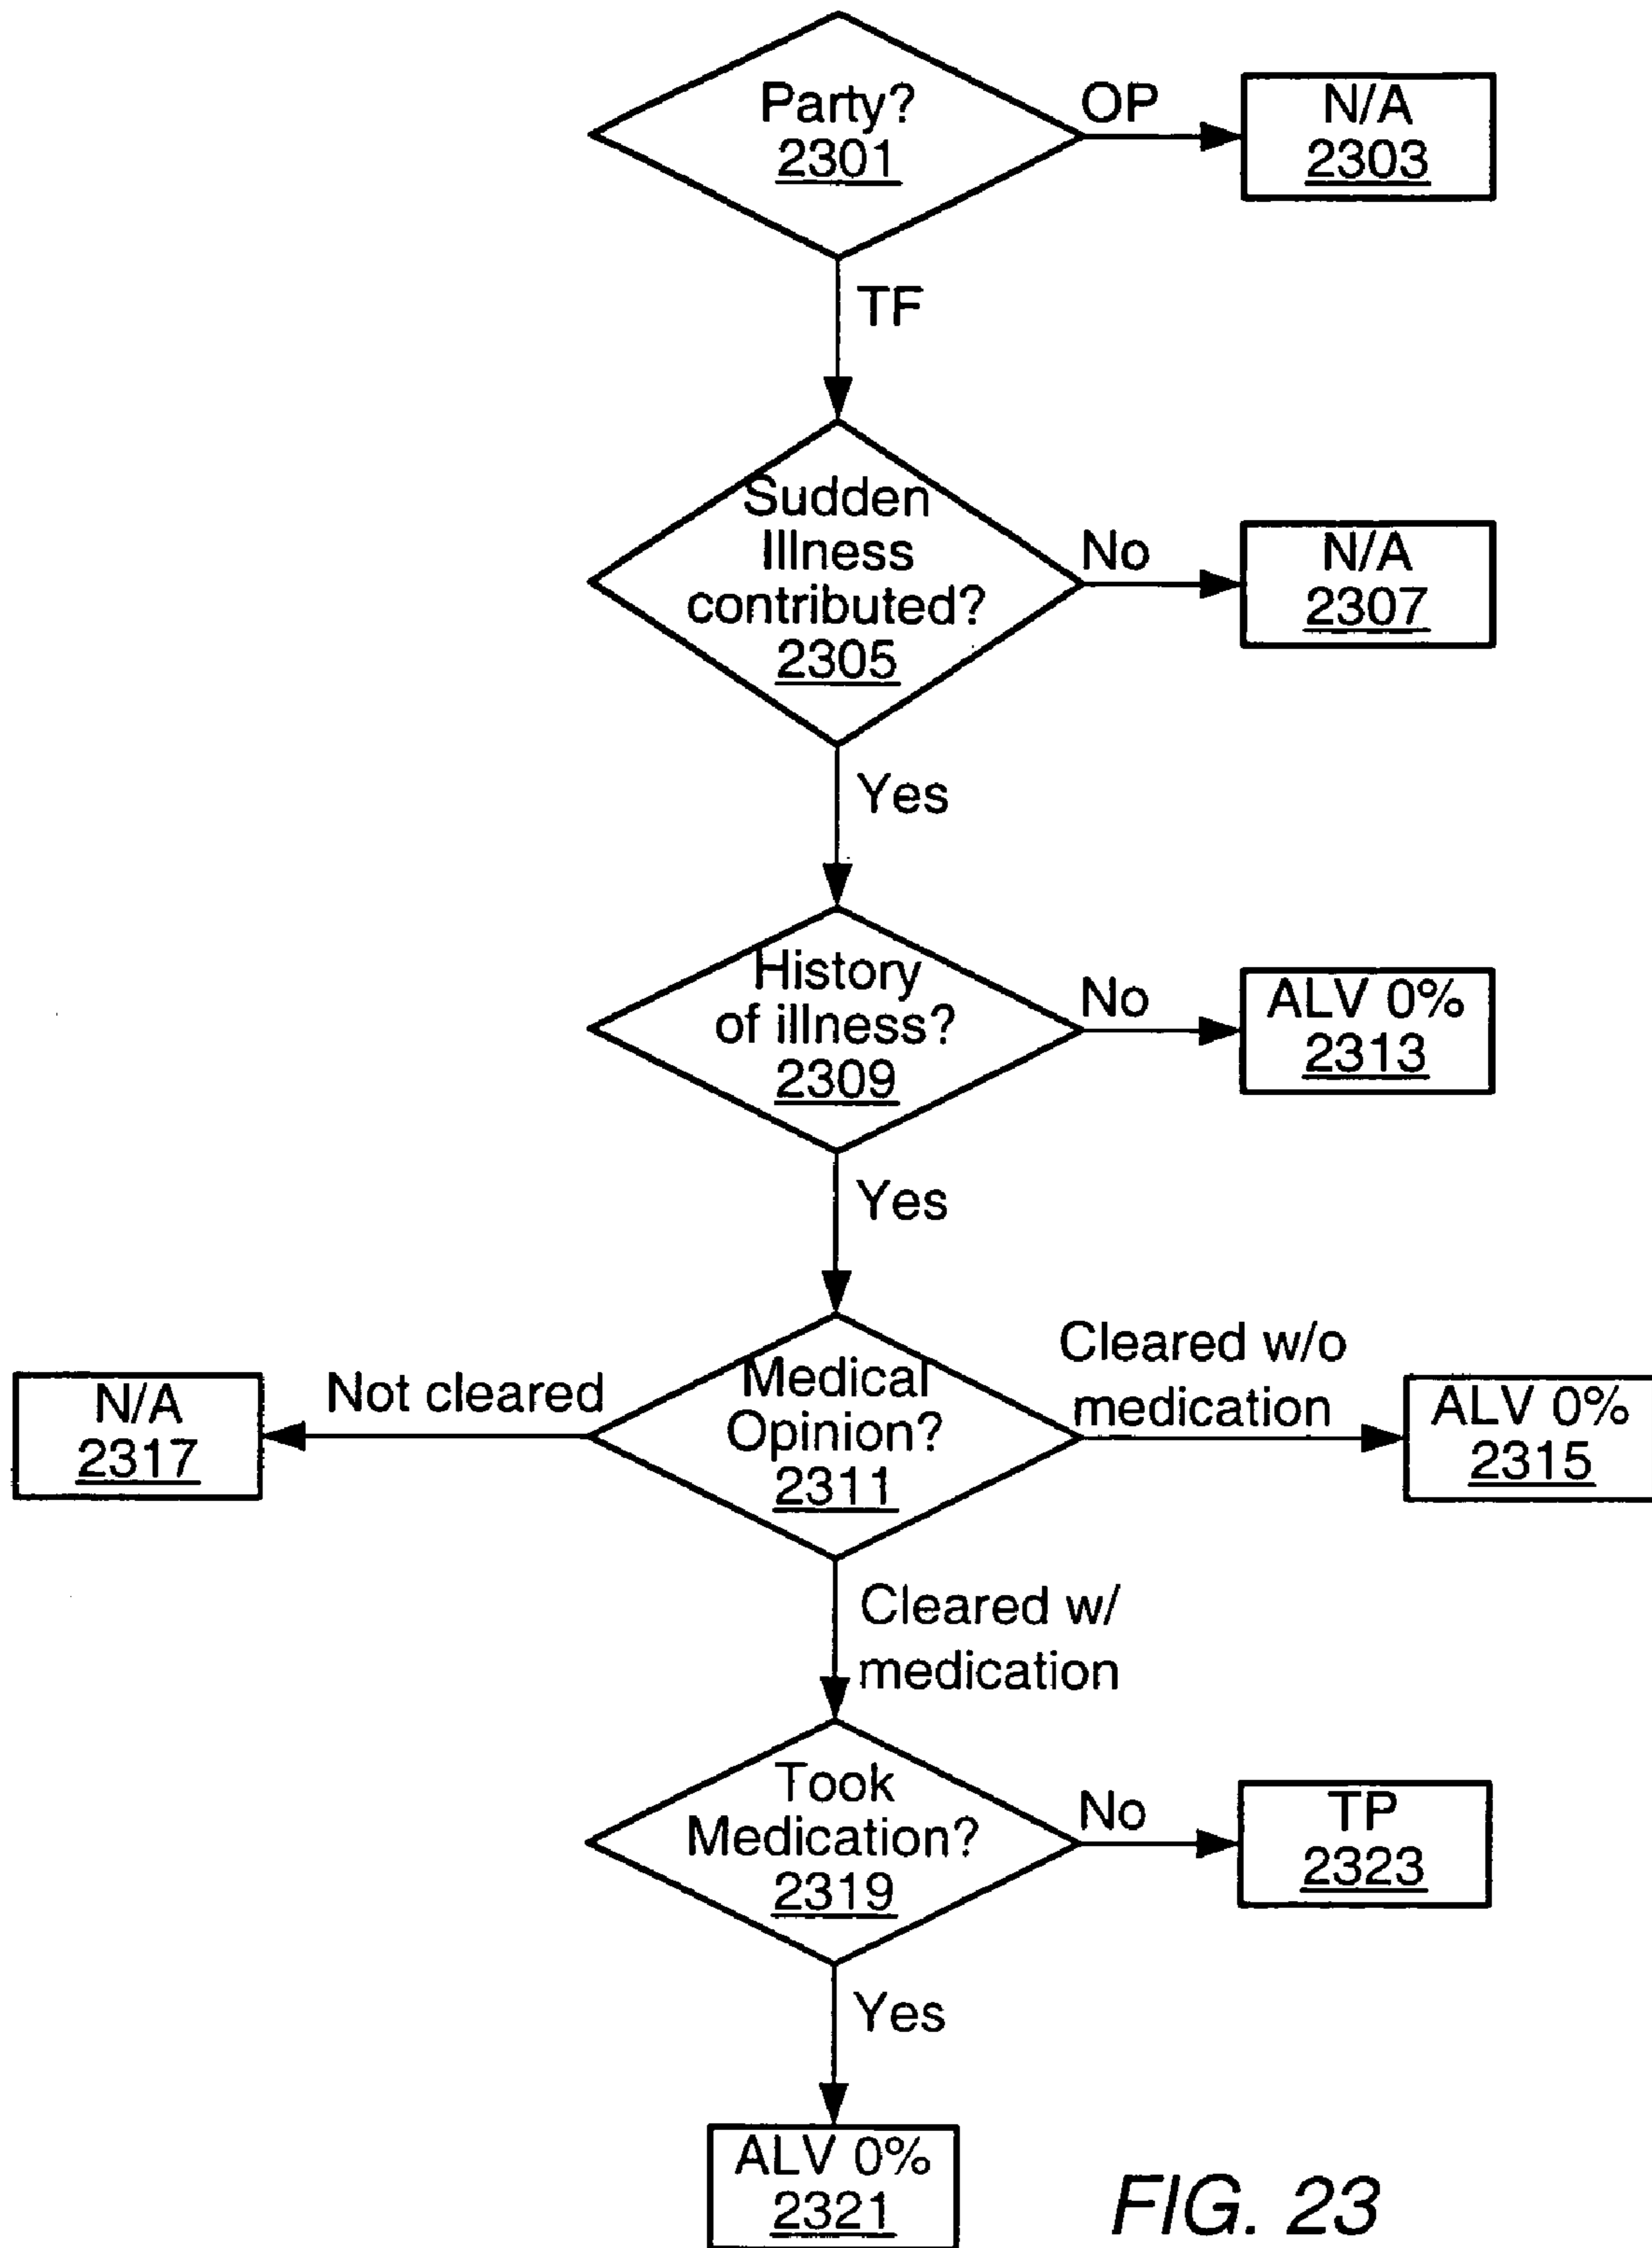 Party?
2301
OP
N/A
2303
TF
Sudden
Illness
contributed?
2305
No
N/A
2307
Yes
History
of illness?
2309
No
ALV 0%
2313
Yes
N/A
2317
Not cleared
Medical
Opinion?
2311
Cleared w/o
medication
ALV 0%
2315
Cleared w/
medication
Took
Medication?
2319
No
TP
2323
Yes
ALV 0%
2321
FIG. 23